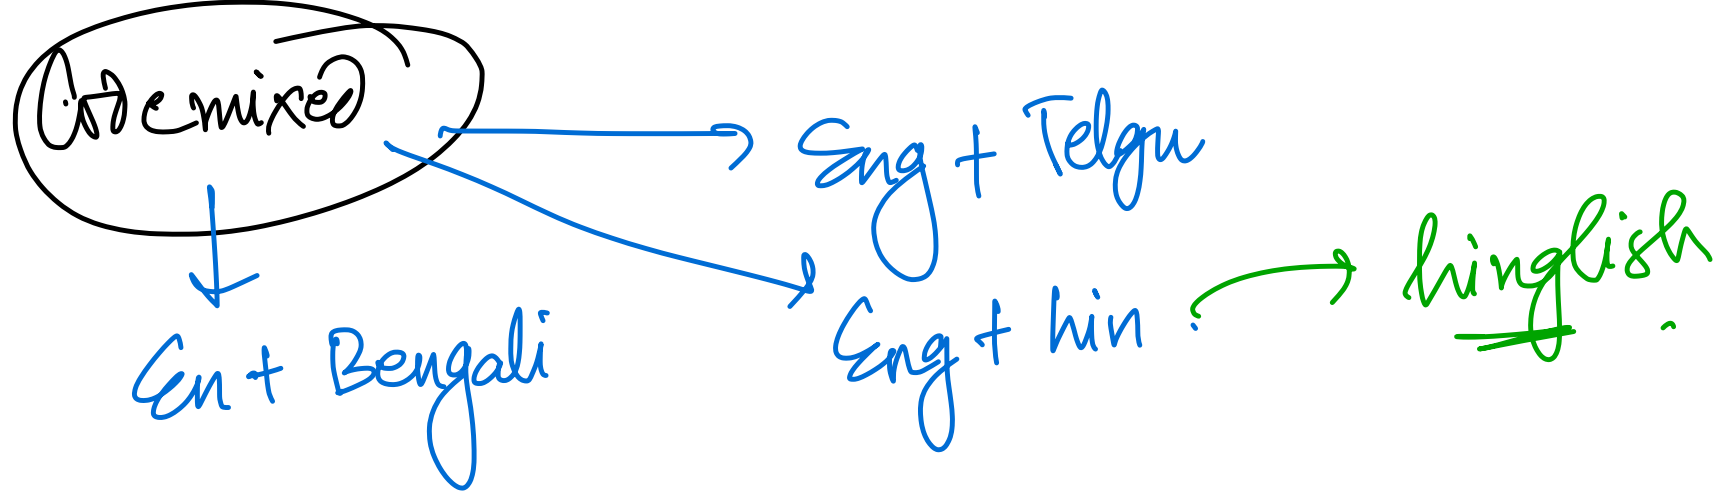 Codemixed
Eng + Telgu
hinglish
Eng + hin
En + Bengali